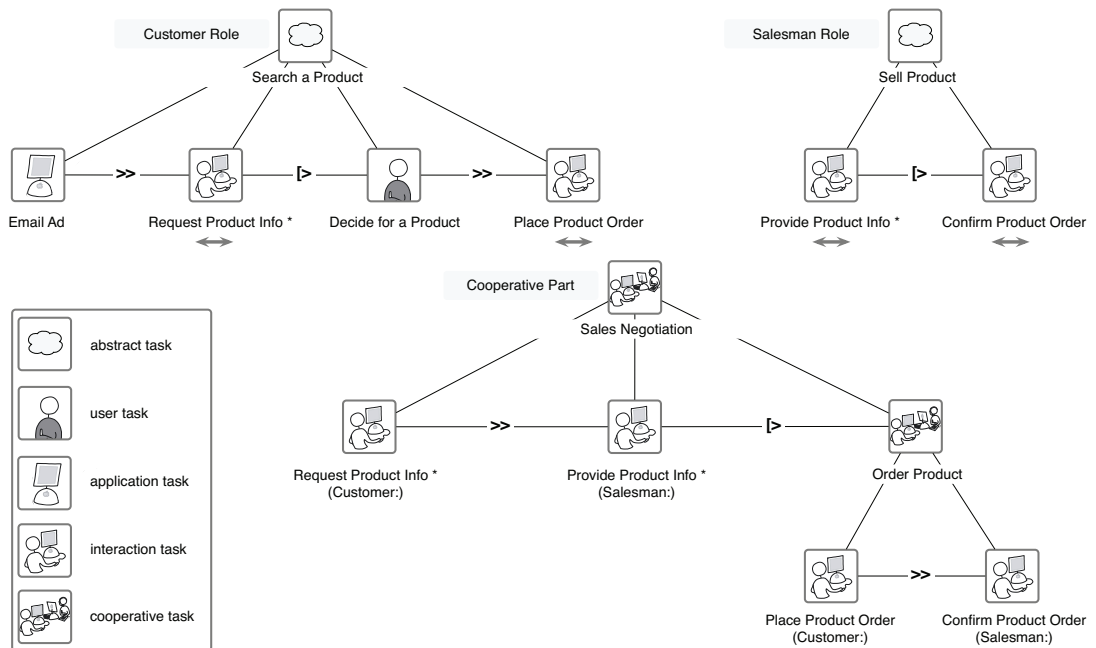 Customer Role
Search a Product
Salesman Role
Sell Product
>> [> >>
Email Ad
Request Product Info *
Decide for a Product
Place Product Order
[>
Provide Product Info *
Confirm Product Order
Cooperative Part
Sales Negotiation
>> [>
Request Product Info *
(Customer:)
Provide Product Info *
(Salesman:)
Order Product
>>
Place Product Order
(Customer:)
Confirm Product Order
(Salesman:)
abstract task
user task
application task
interaction task
cooperative task